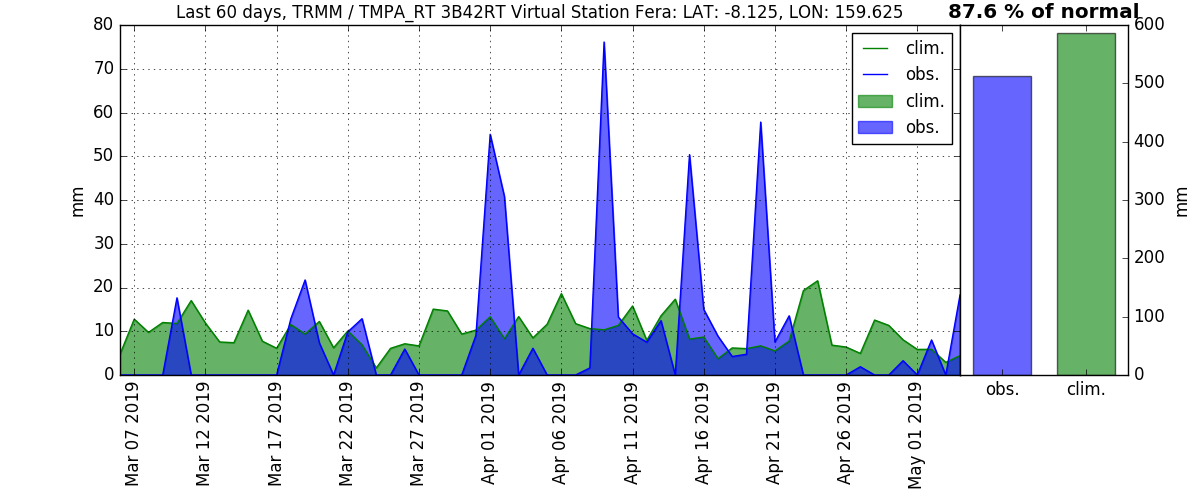 Last 60 days, TRMM / TMPA_RT 3B42RT Virtual Station Fera: LAT: -8.125, LON: 159.625
87.6 % of normal
80
70
60
50
40
30
20
10
0
mm
clim.
obs.
clim.
obs.
600
500
400
300
200
100
0
mm
obs.
clim.
Mar 07 2019
Mar 12 2019
Mar 17 2019
Mar 22 2019
Mar 27 2019
Apr 01 2019
Apr 06 2019
Apr 11 2019
Apr 16 2019
Apr 21 2019
Apr 26 2019
May 01 2019